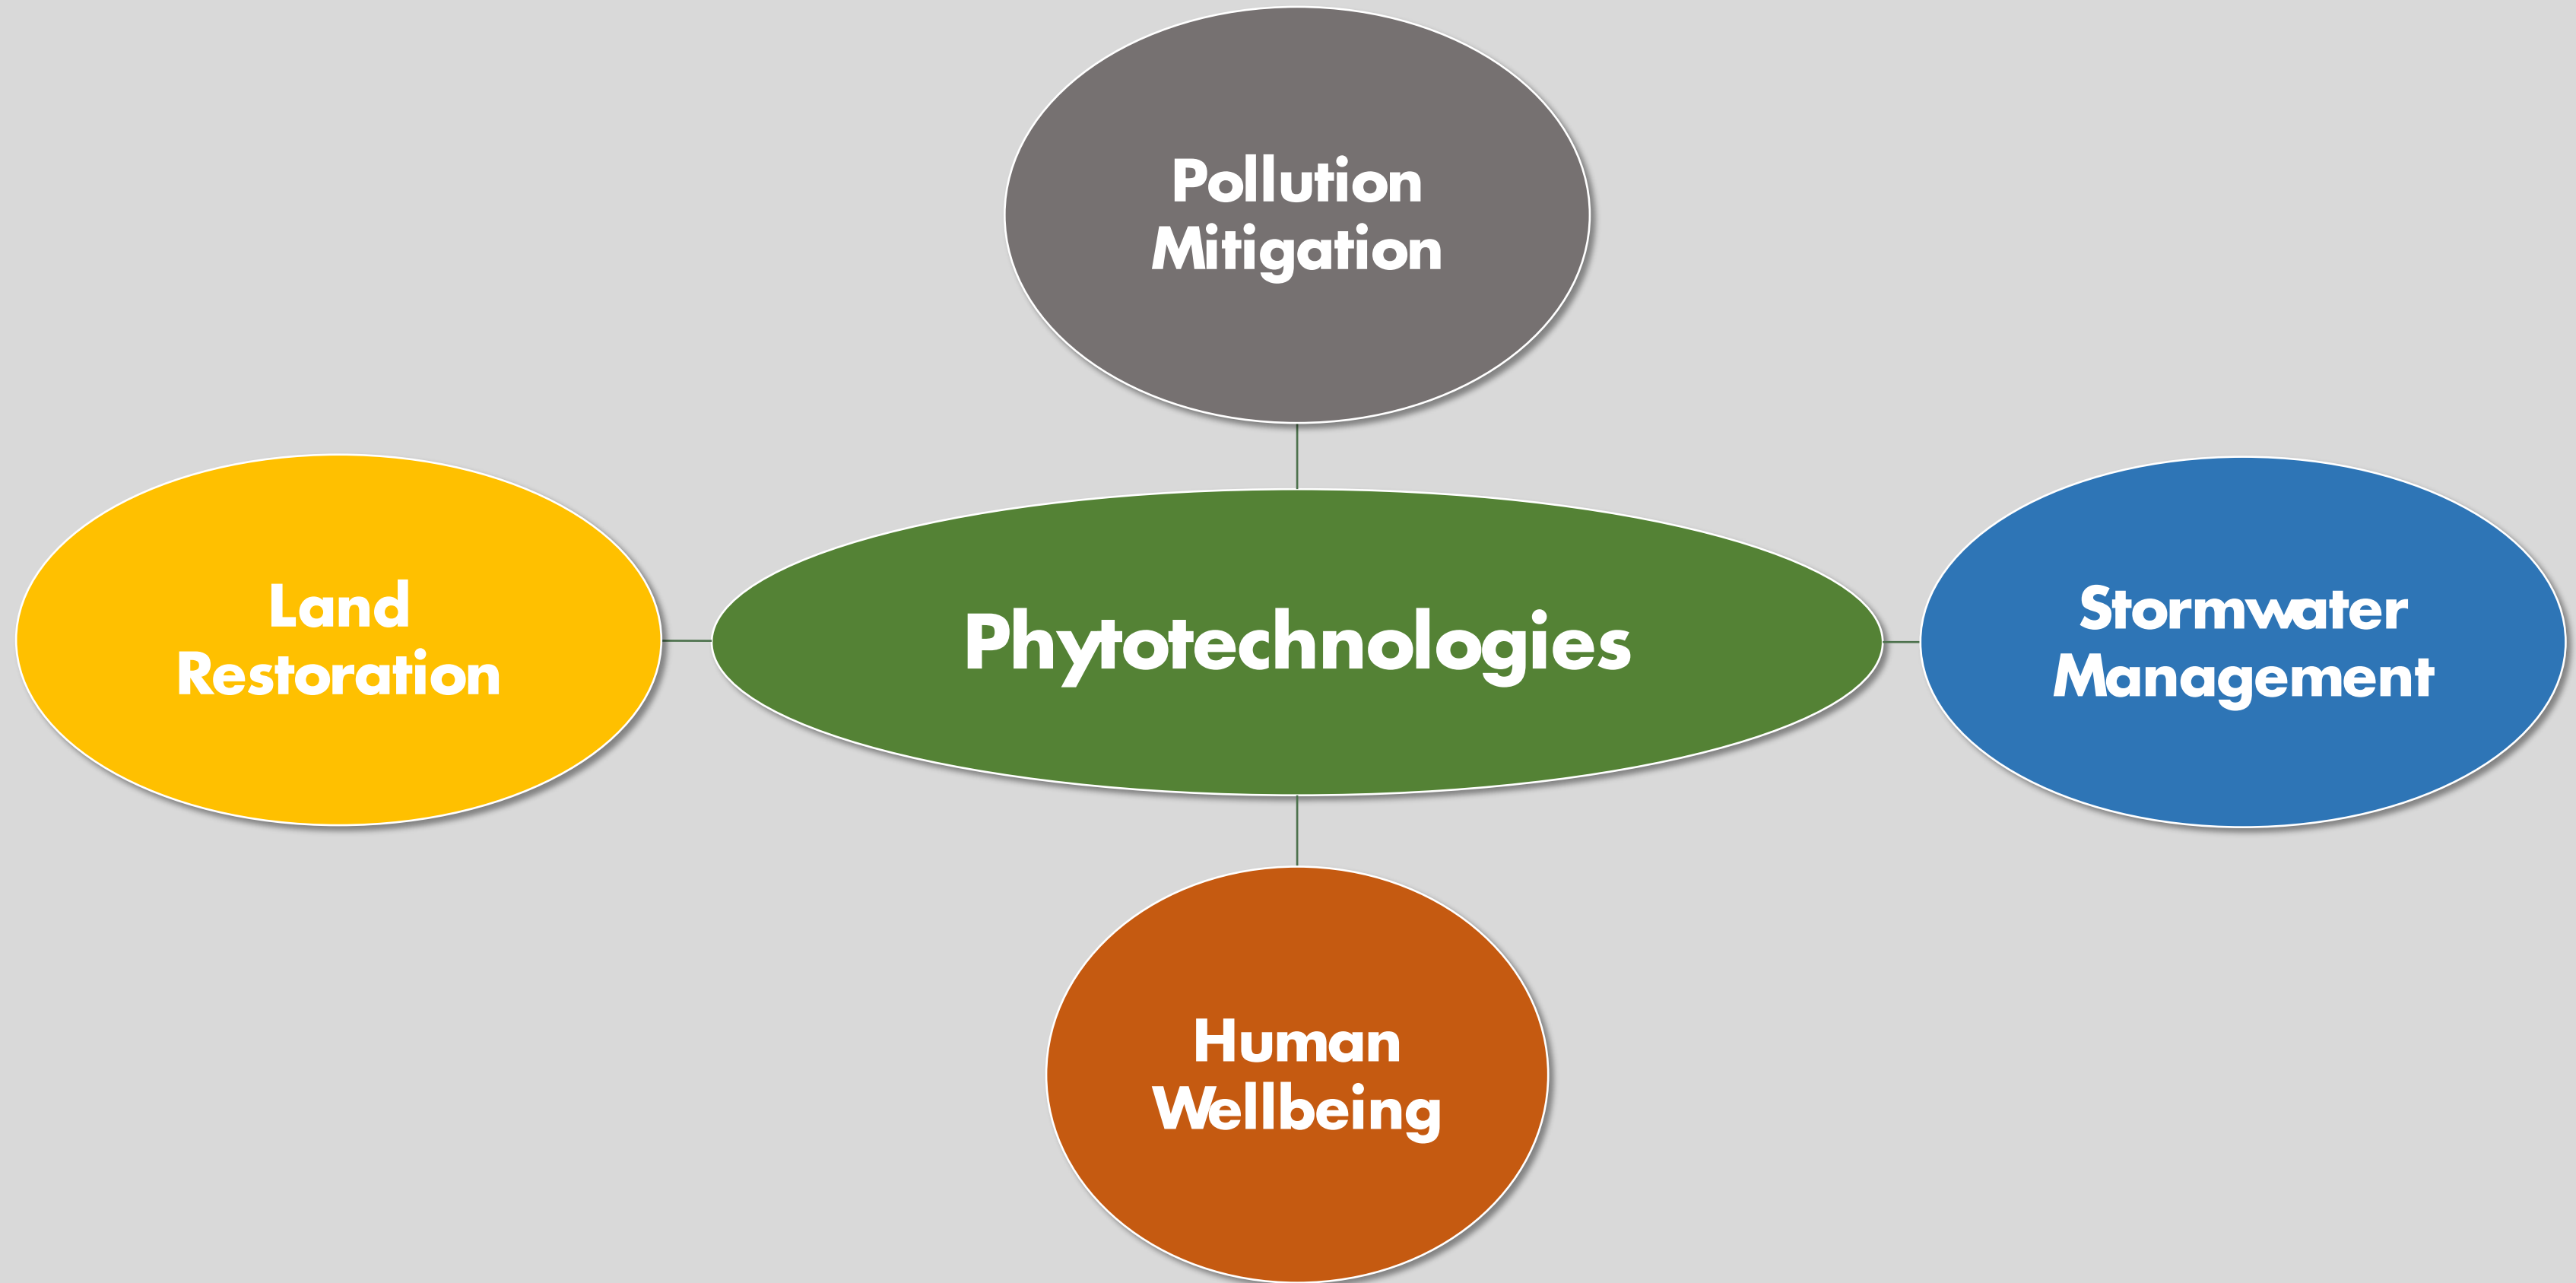 Pollution
Mitigation
Land
Restoration
Phytotechnologies
Stormwater
Management
Human
Wellbeing